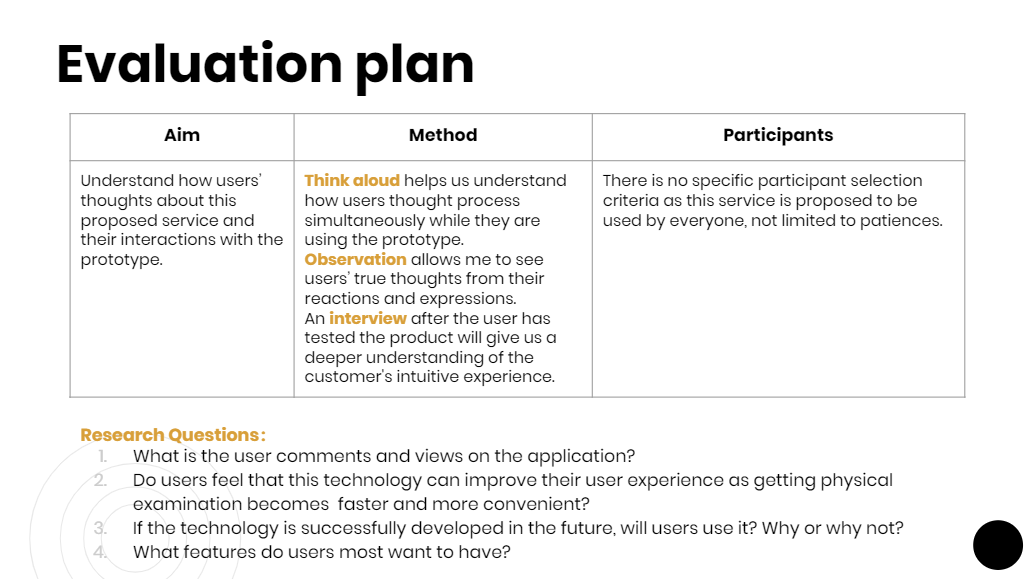 Evaluation plan
Aim
Method
Participants
Understand how users'
thoughts about this
proposed service and
their interactions with the
prototype.
Think aloud helps us understand
how users thought process
simultaneously while they are
using the prototype.
Observation allows me to see
users' true thoughts from their
reactions and expressions.
An interview after the user has
tested the product will give us a
deeper understanding of the
customer's intuitive experience.
There is no specific participant selection
criteria as this service is proposed to be
used by everyone, not limited to patiences.
Research Questions:
1. What is the user comments and views on the application?
2. Do users feel that this technology can improve their user experience as getting physical
examination becomes  faster and more convenient?
3. If the technology is successfully developed in the future, will users use it? Why or why not?
4. What features do users most want to have?